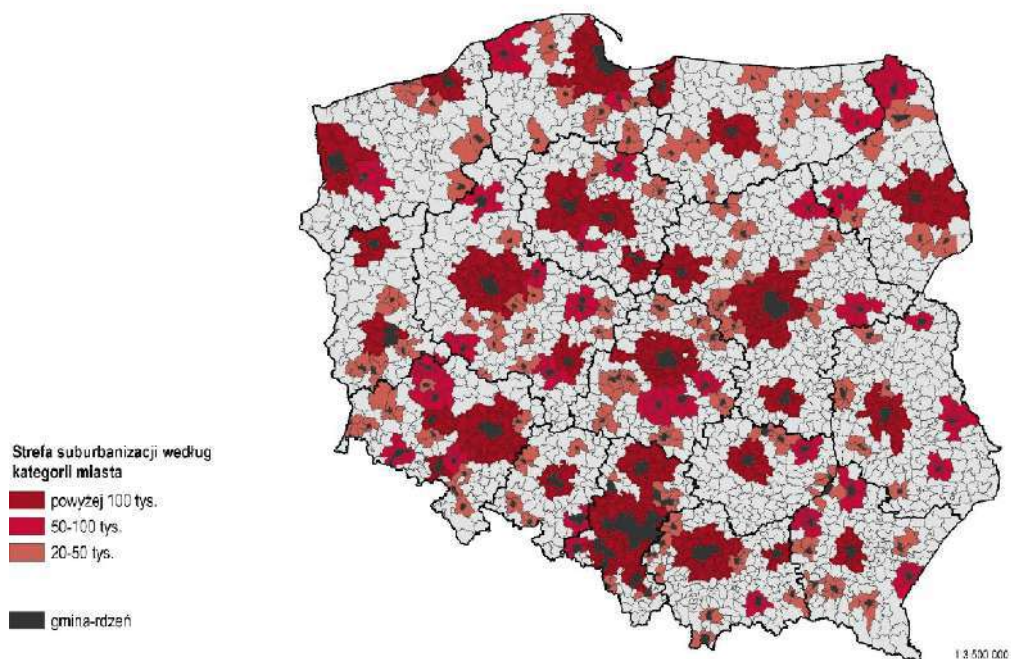 Strefa suburbanizacji według
kategorii miasta
powyżej 100 tys.
50-100 tys.
20-50 tys.
gmina-rdzeń
1:3 500 000